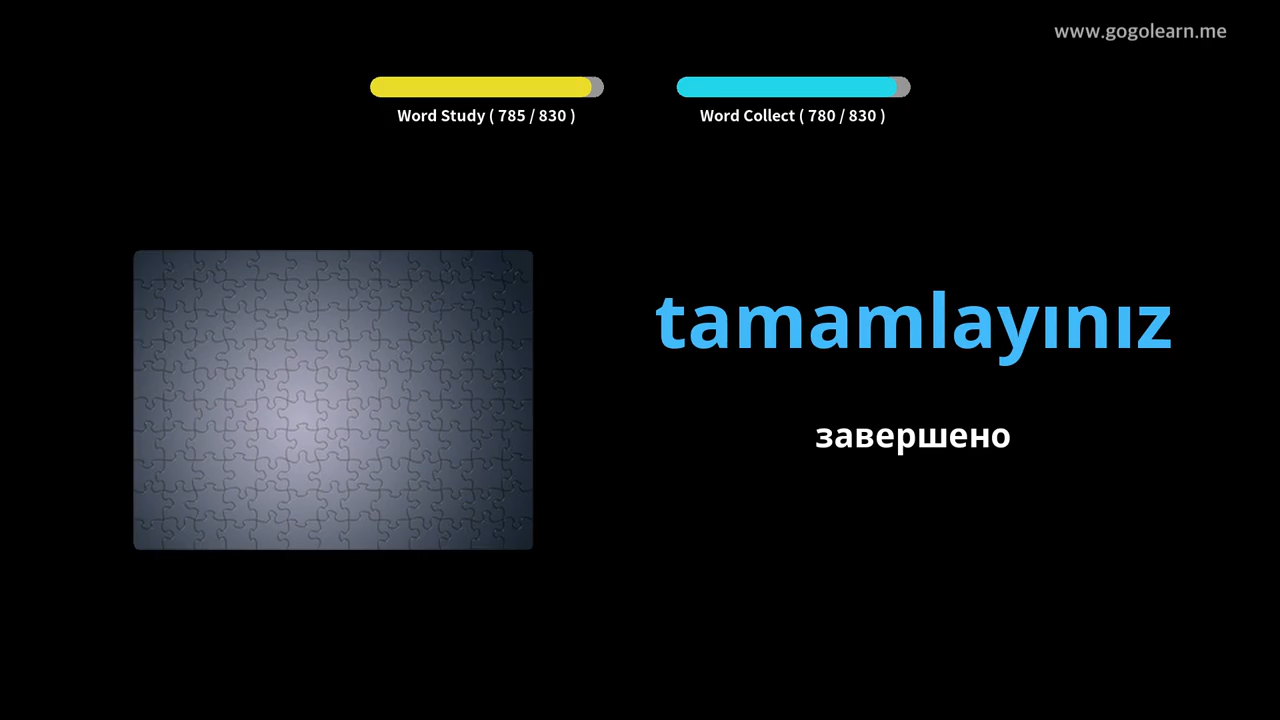 www.gogolearn.me
Word Study ( 785 / 830 )
Word Collect ( 780 / 830 )
tamamlayınız
завершено